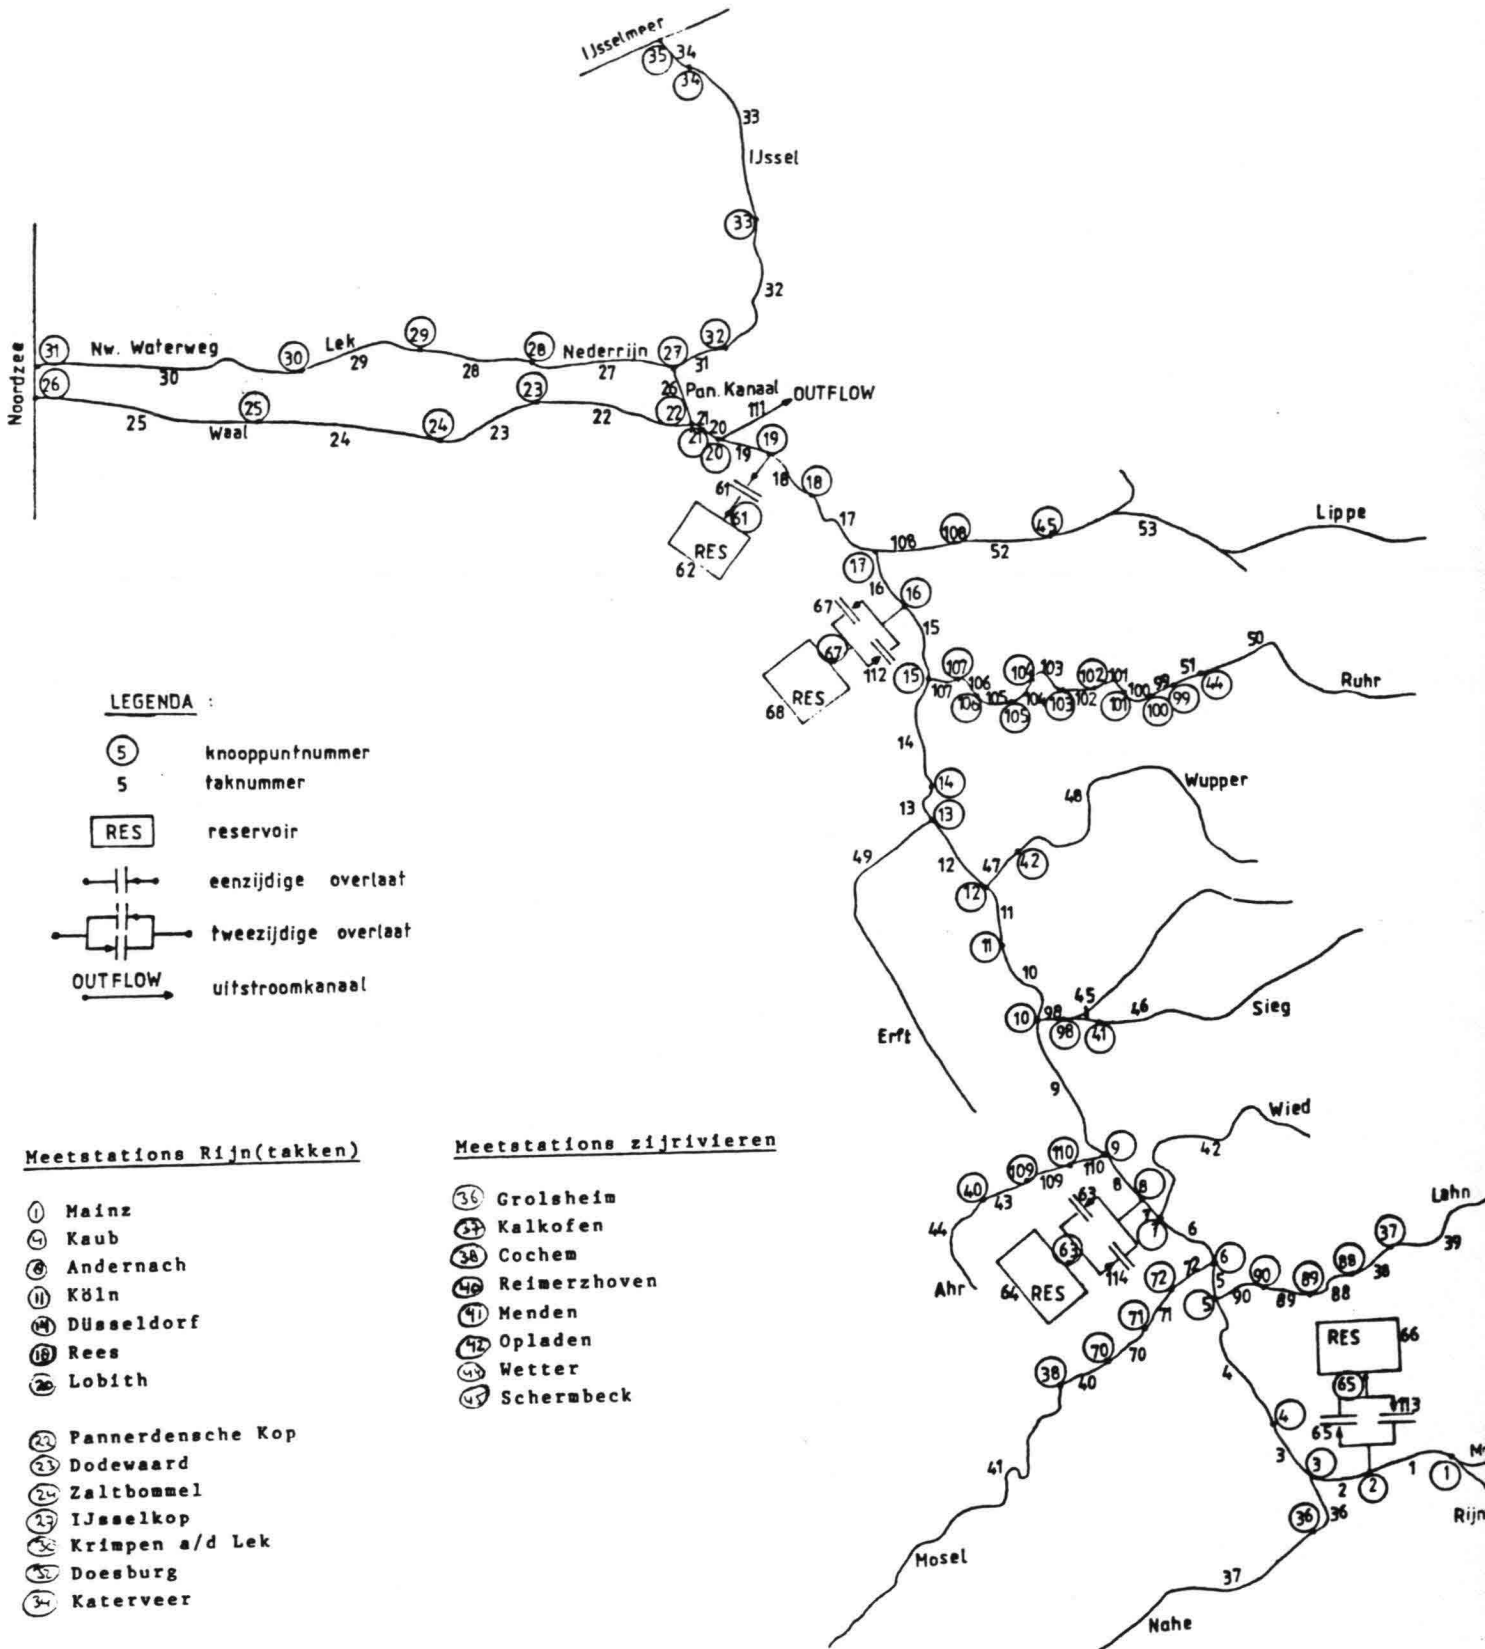 IJsselmeer
35
34
34
33
IJssel
33
32
Noordzee
31
Nw. Waterweg
30
30
Lek
29
29
28
28
Nederrijn
27
27
31
32
26
26
Pan. Kanaal
OUTFLOW
111
25
Waal
25
24
24
23
23
22
22
21
21
20
20
19
19
18
18
17
61
61
RES
62
17
108
108
52
45
53
Lippe
16
16
15
67
67
112
RES
68
15
107
107
106
106
105
105
104
104
103
103
102
102
101
101
100
100
99
99
51
44
50
Ruhr
14
14
13
13
49
12
12
47
42
48
Wupper
11
11
10
10
98
98
45
41
46
Sieg
Erft
9
LEGENDA :
5 knooppuntnummer
5 taknummer
RES reservoir
eenzijdige overlaat
tweezijdige overlaat
OUTFLOW uitstroomkanaal
9
110
110
109
109
43
40
44
Ahr
8
8
7
7
42
Wied
63
63
114
RES
64
6
6
5
5
90
90
89
89
88
88
38
37
39
Lahn
72
72
71
71
70
70
40
38
41
Mosel
4
4
3
3
RES
66
65
65
113
2
2
1
1
M
Rijn
36
36
37
Nahe
Meetstations Rijn(takken)
1 Mainz
4 Kaub
8 Andernach
11 Köln
14 Düsseldorf
18 Rees
20 Lobith
22 Pannerdensche Kop
23 Dodewaard
24 Zaltbommel
27 IJsselkop
30 Krimpen a/d Lek
32 Doesburg
34 Katerveer
Meetstations zijrivieren
36 Grolsheim
37 Kalkofen
38 Cochem
40 Reimerzhoven
41 Menden
42 Opladen
44 Wetter
45 Schermbeck